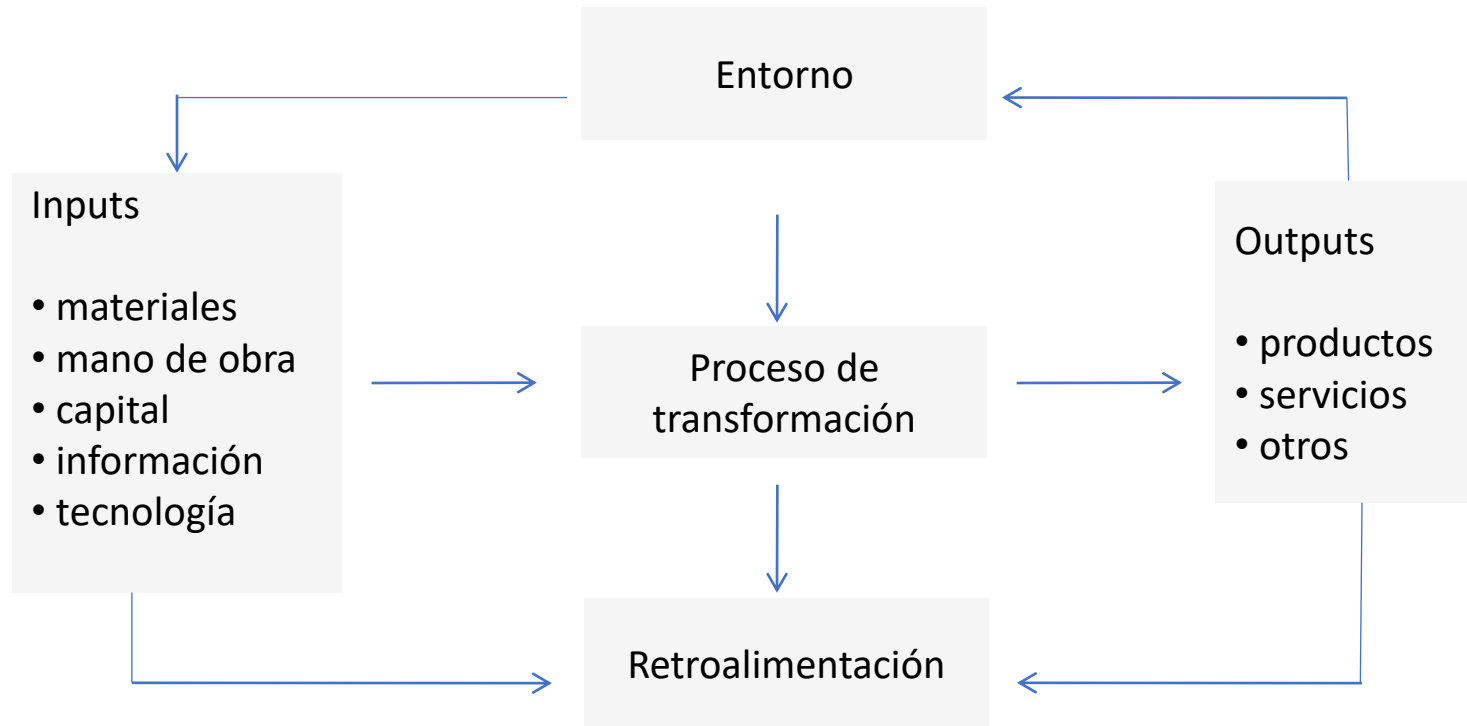 Entorno
Inputs
• materiales
• mano de obra
• capital
• información
• tecnología
Proceso de
transformación
Outputs
• productos
• servicios
• otros
Retroalimentación